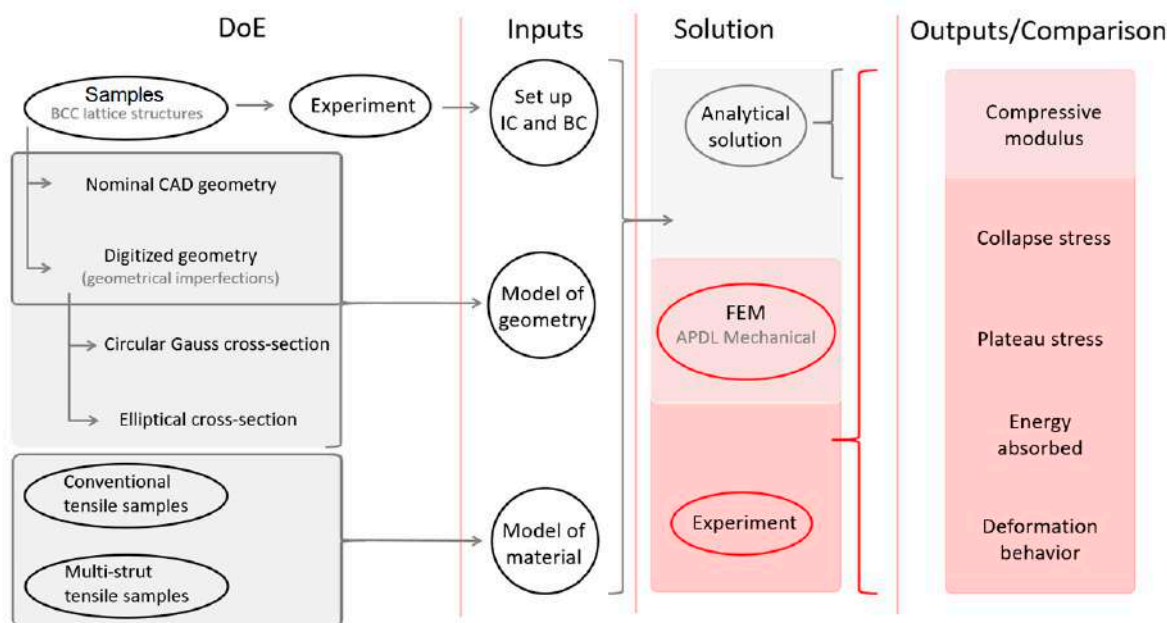 DoE
Inputs
Solution
Outputs/Comparison
Samples
BCC lattice structures
Experiment
Set up
IC and BC
Analytical
solution
Compressive
modulus
Nominal CAD geometry
Digitized geometry
(geometrical imperfections)
Circular Gauss cross-section
Elliptical cross-section
Model of
geometry
FEM
APDL Mechanical
Collapse stress
Plateau stress
Energy
absorbed
Conventional
tensile samples
Multi-strut
tensile samples
Model of
material
Experiment
Deformation
behavior